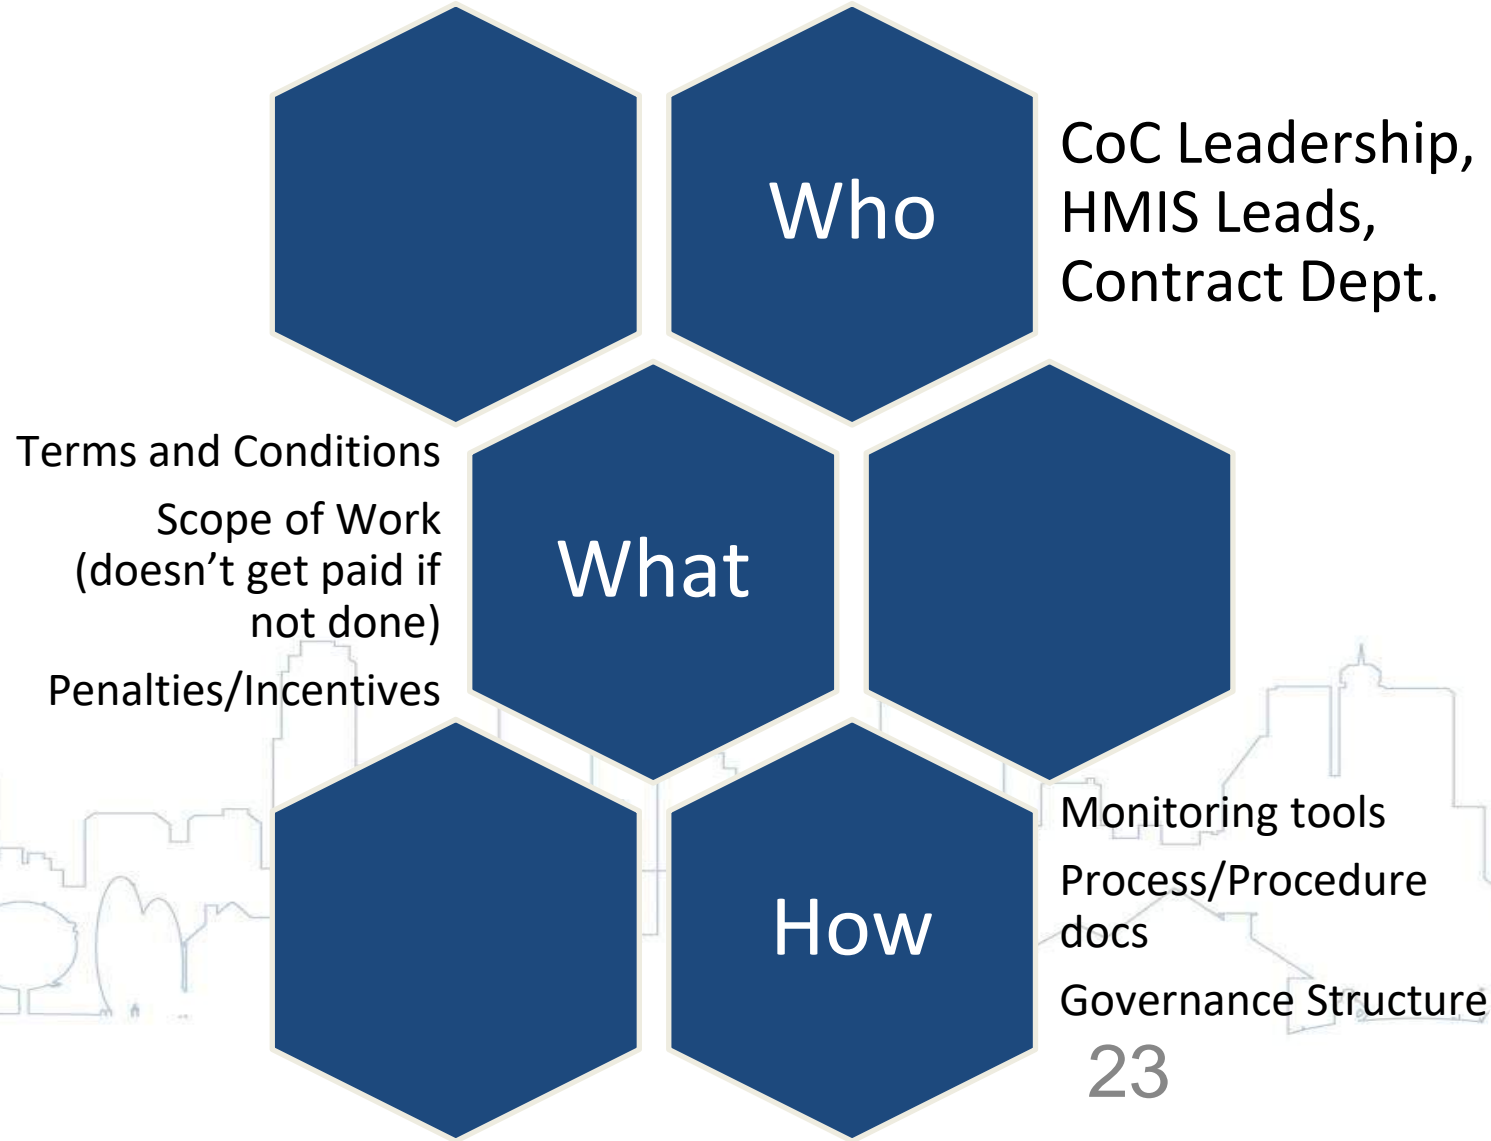 Who
CoC Leadership,
HMIS Leads,
Contract Dept.
Terms and Conditions
Scope of Work
(doesn’t get paid if
not done)
Penalties/Incentives
What
How
Monitoring tools
Process/Procedure
docs
Governance Structure
23